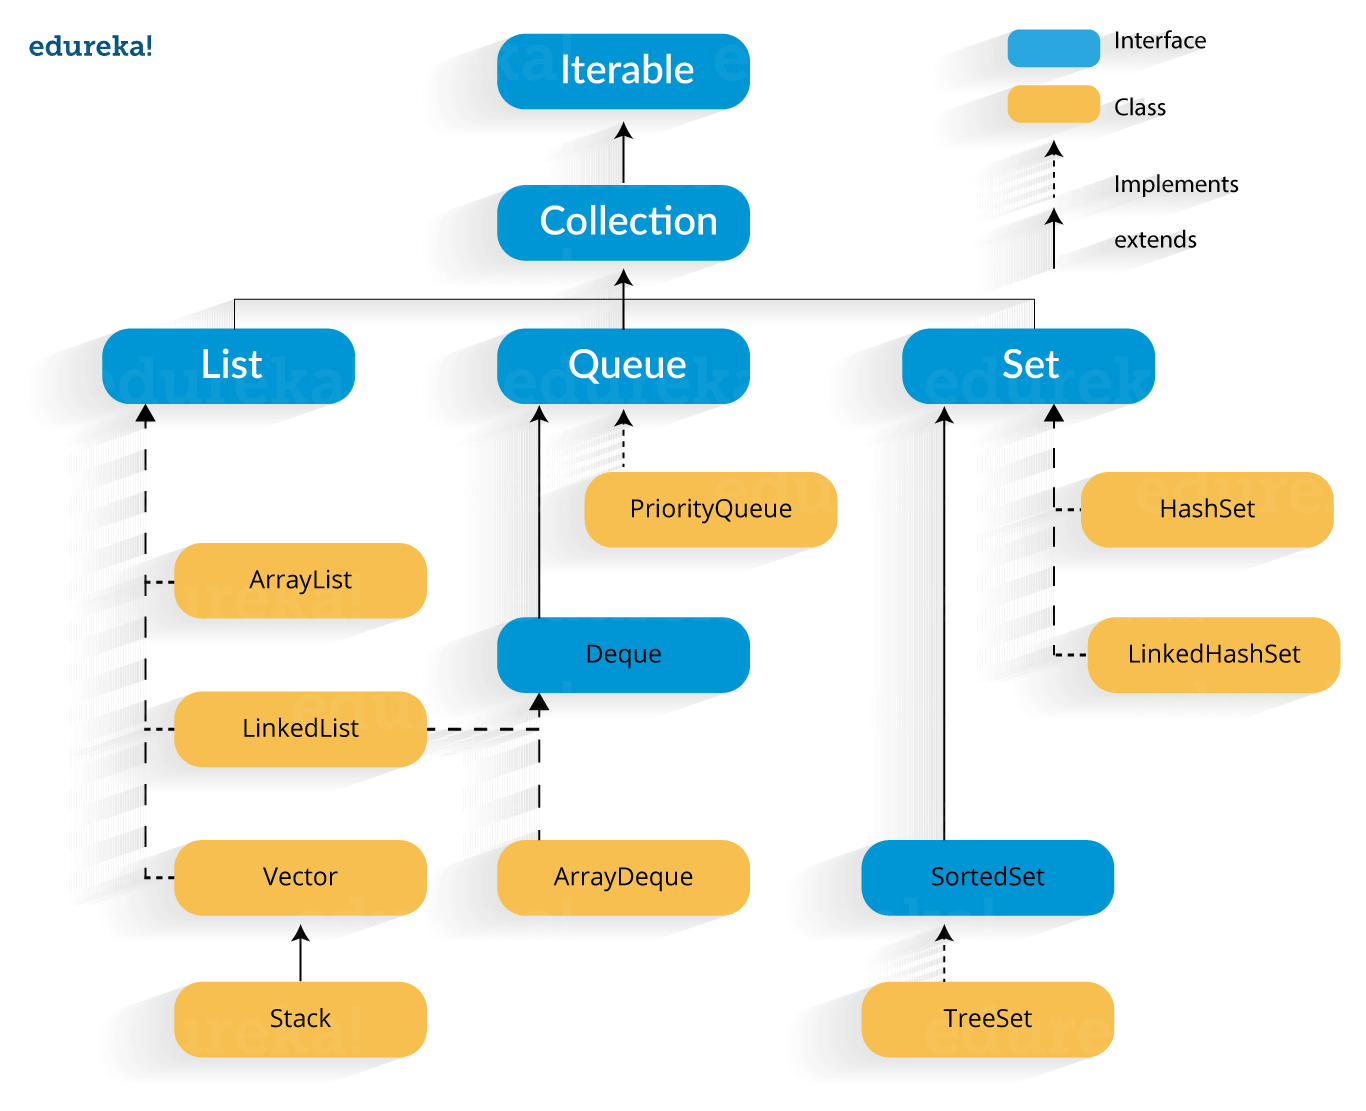 edureka!
Iterable
Interface
Class
Implements
extends
Collection
List
Queue
Set
PriorityQueue
HashSet
ArrayList
Deque
LinkedHashSet
LinkedList
Vector
ArrayDeque
SortedSet
Stack
TreeSet